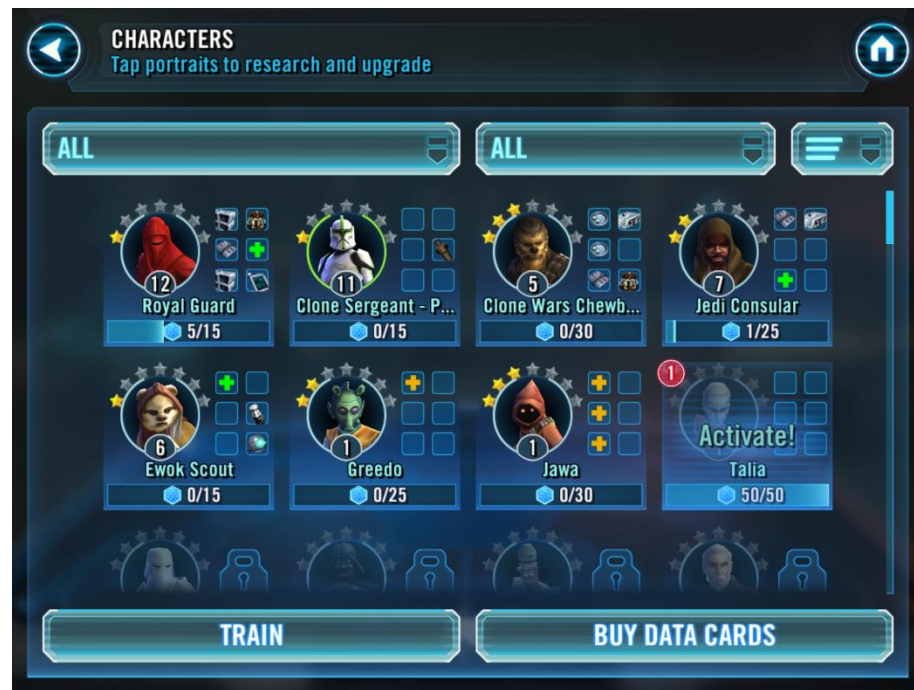 CHARACTERS
Tap portraits to research and upgrade
ALL
ALL
12
Royal Guard
5/15
11
Clone Sergeant - P...
0/15
5
Clone Wars Chewb...
0/30
7
Jedi Consular
1/25
6
Ewok Scout
0/15
1
Greedo
0/25
1
Jawa
0/30
1
Activate!
Talia
50/50
TRAIN
BUY DATA CARDS